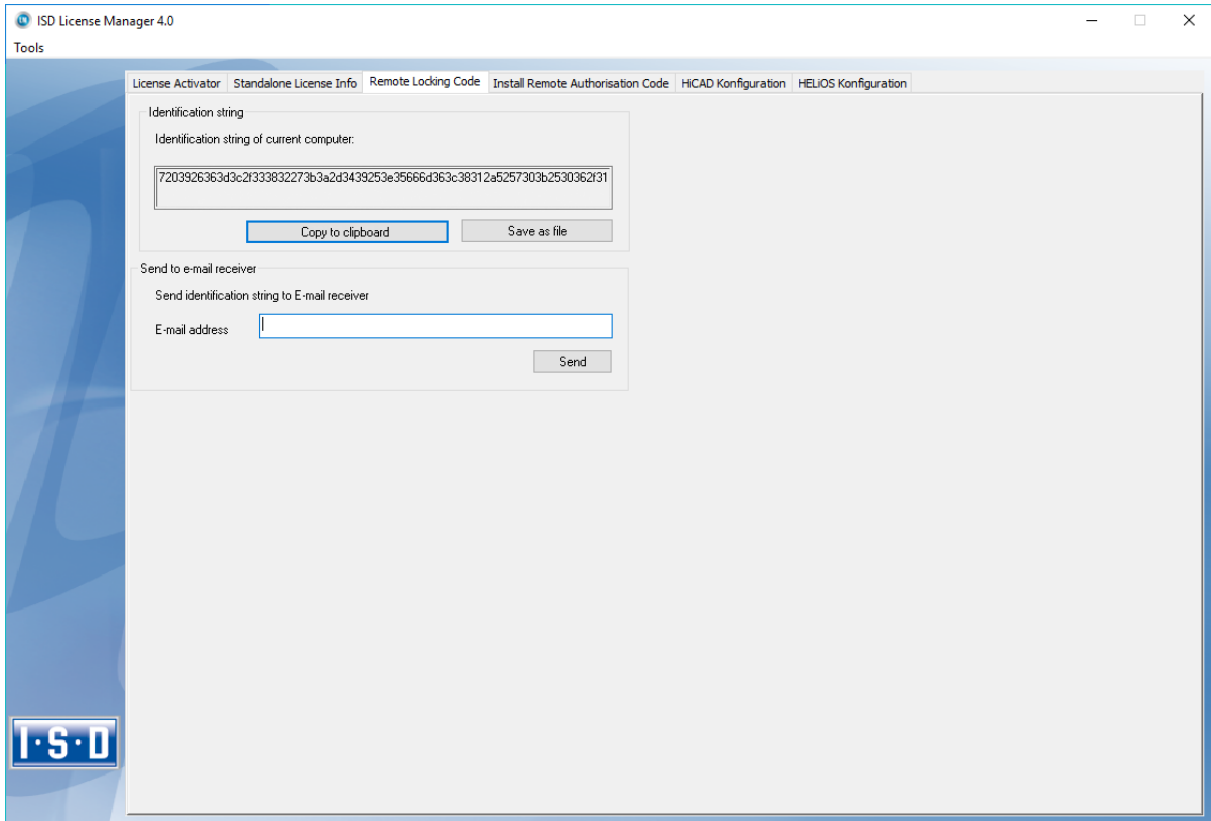 ISD License Manager 4.0
Tools
License Activator Standalone License Info Remote Locking Code Install Remote Authorisation Code HiCAD Konfiguration HELiOS Konfiguration
Identification string
Identification string of current computer:
7203926363d3c2f333832273b3a2d3439253e35666d363c38312a5257303b2530362f31
Copy to clipboard Save as file
Send to e-mail receiver
Send identification string to E-mail receiver
E-mail address
Send
I·S·D